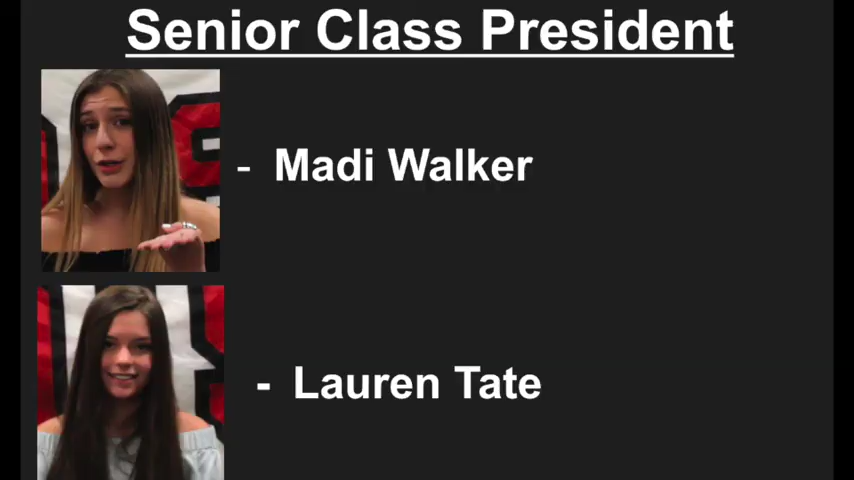 Senior Class President
- Madi Walker
- Lauren Tate